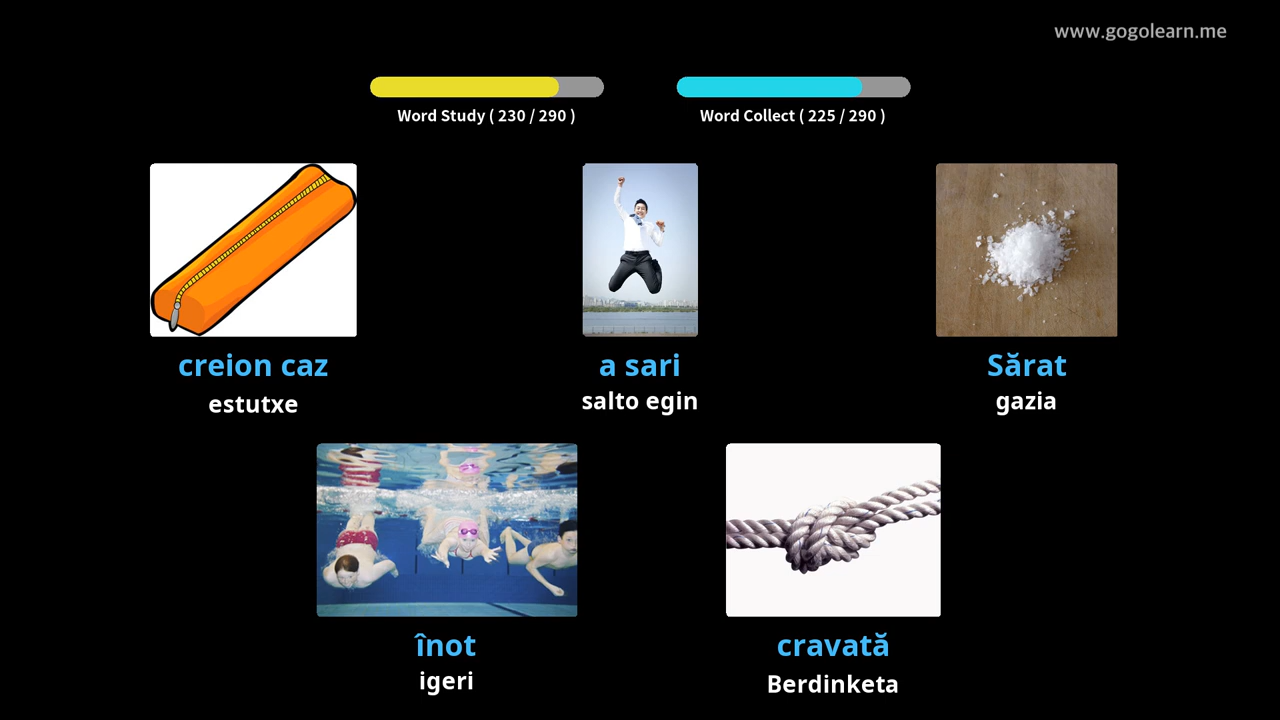 www.gogolearn.me
Word Study ( 230 / 290 )
Word Collect ( 225 / 290 )
creion caz
estutxe
a sari
salto egin
Sărat
gazia
înot
igeri
cravată
Berdinketa